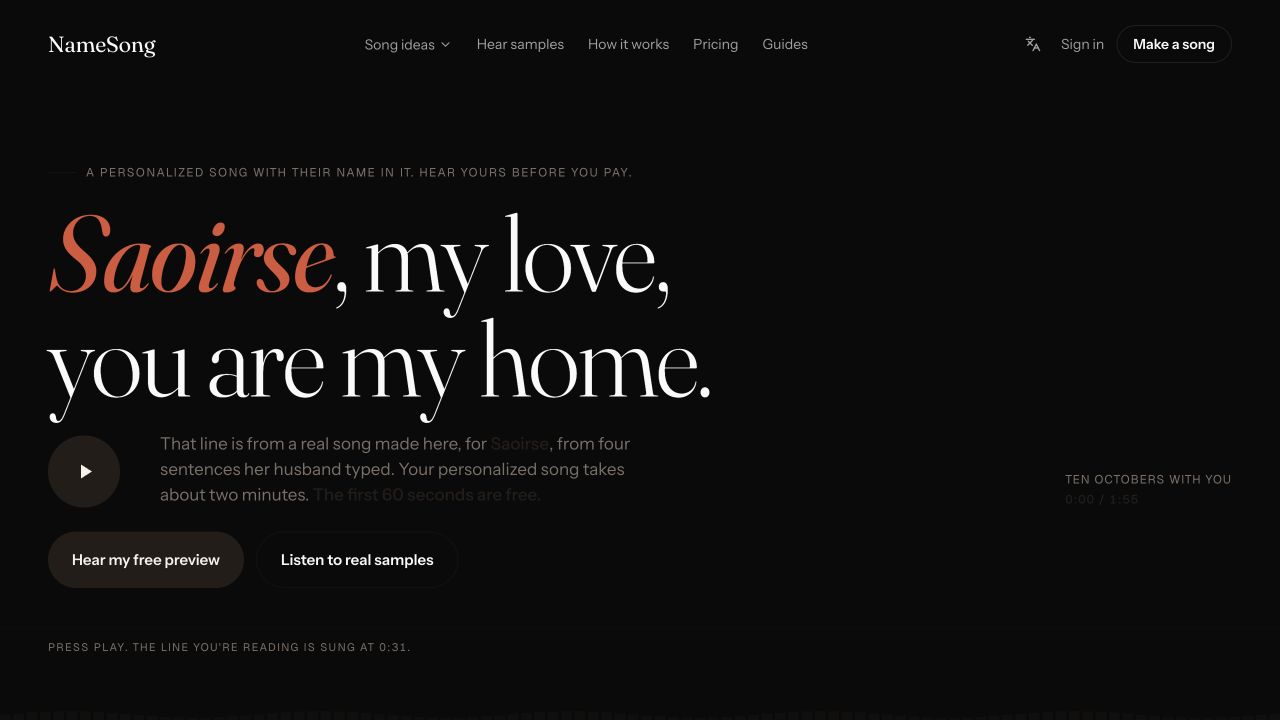 NameSong
Song ideas
Hear samples
How it works
Pricing
Guides
Sign in
Make a song
A PERSONALIZED SONG WITH THEIR NAME IN IT. HEAR YOURS BEFORE YOU PAY.
Saoirse, my love,
you are my home.
That line is from a real song made here, for Saoirse, from four
sentences her husband typed. Your personalized song takes
about two minutes. The first 60 seconds are free.
TEN OCTOBERS WITH YOU
0:00 / 1:55
Hear my free preview
Listen to real samples
PRESS PLAY. THE LINE YOU'RE READING IS SUNG AT 0:31.